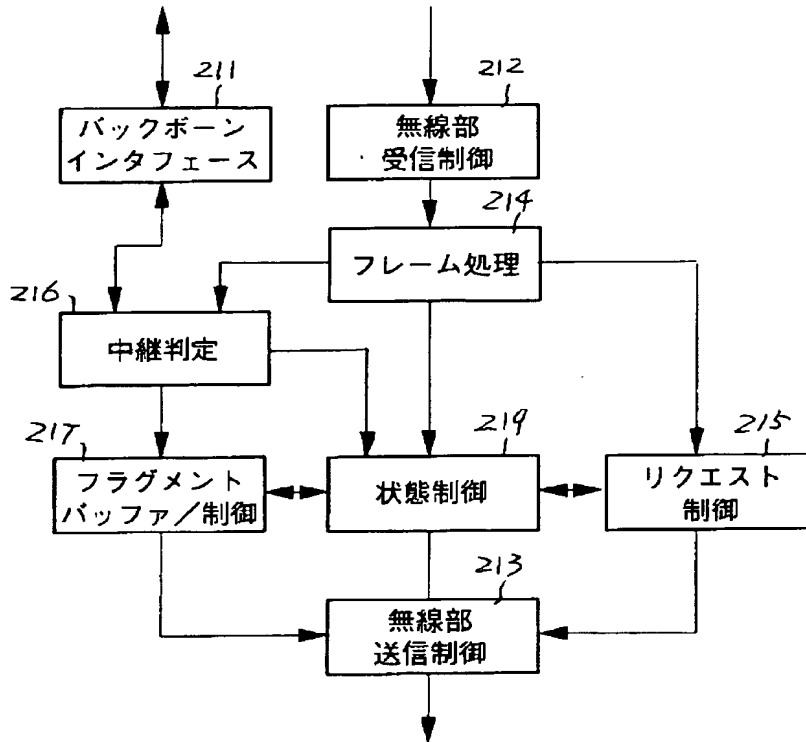 211
バックボーン
インタフェース
212
無線部
受信制御
214
フレーム処理
216
中継判定
217
フラグメント
バッファ／制御
219
状態制御
215
リクエスト
制御
213
無線部
送信制御